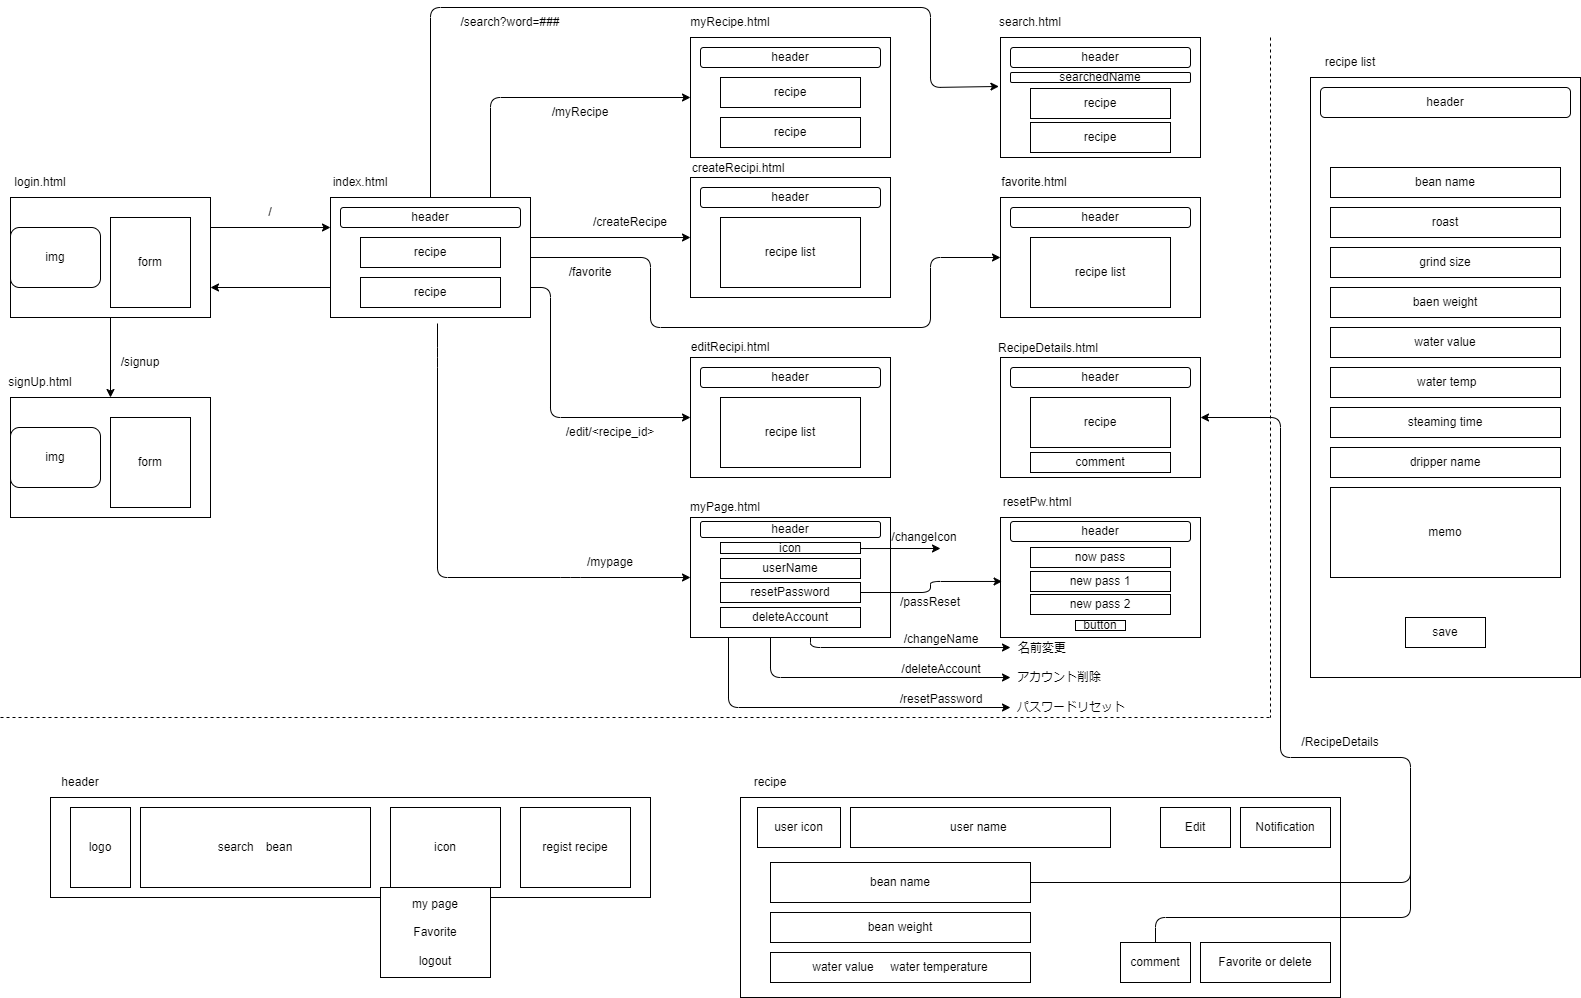 /search?word=###
myRecipe.html
header
recipe
recipe
search.html
header
searchedName
recipe
recipe
/myRecipe
login.html
img
form
/
index.html
header
recipe
recipe
createRecipi.html
header
recipe list
/createRecipe
/favorite
favorite.html
header
recipe list
/signup
signUp.html
img
form
editRecipi.html
header
recipe list
/edit/<recipe_id>
RecipeDetails.html
header
recipe
comment
/mypage
myPage.html
header
icon
userName
resetPassword
deleteAccount
/changeIcon
/passReset
resetPw.html
header
now pass
new pass 1
new pass 2
button
/changeName
名前変更
/deleteAccount
アカウント削除
/resetPassword
パスワードリセット
recipe list
header
bean name
roast
grind size
baen weight
water value
water temp
steaming time
dripper name
memo
save
/RecipeDetails
header
logo
search bean
icon
regist recipe
my page
Favorite
logout
recipe
user icon
user name
Edit
Notification
bean name
bean weight
water value water temperature
comment
Favorite or delete